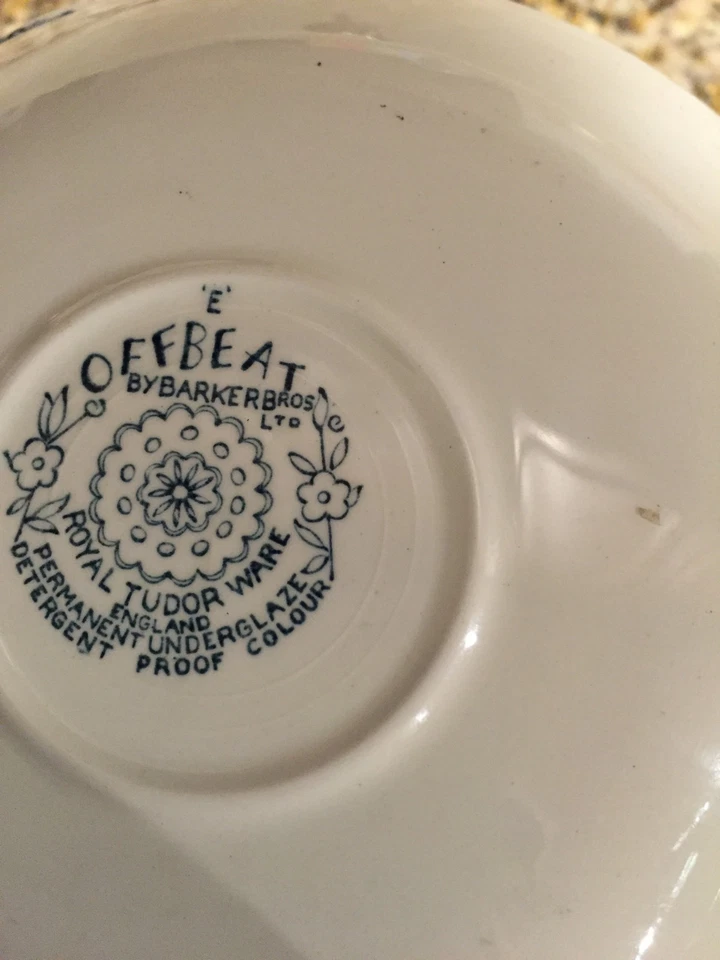 'E'
OFFBEAT
BY BARKER BROS
LTD
ROYAL TUDOR WARE
ENGLAND
PERMANENT UNDERGLAZE
DETERGENT PROOF COLOUR